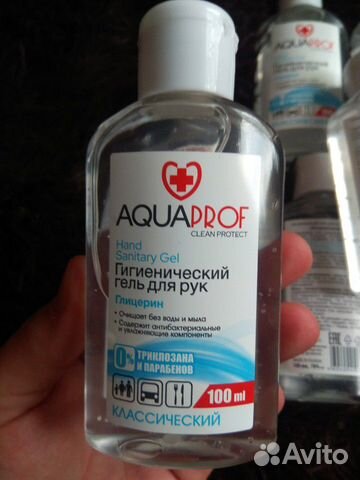 AQUAPROF
CLEAN PROTECT
Hand
Sanitary Gel
Гигиенический
гель для рук
Глицерин
• Очищает без воды и мыла
• Содержит антибактериальные
и увлажняющие компоненты
0% ТРИКЛОЗАНА
И ПАРАБЕНОВ
100 ml
КЛАССИЧЕСКИЙ
AQUAPROF
Avito